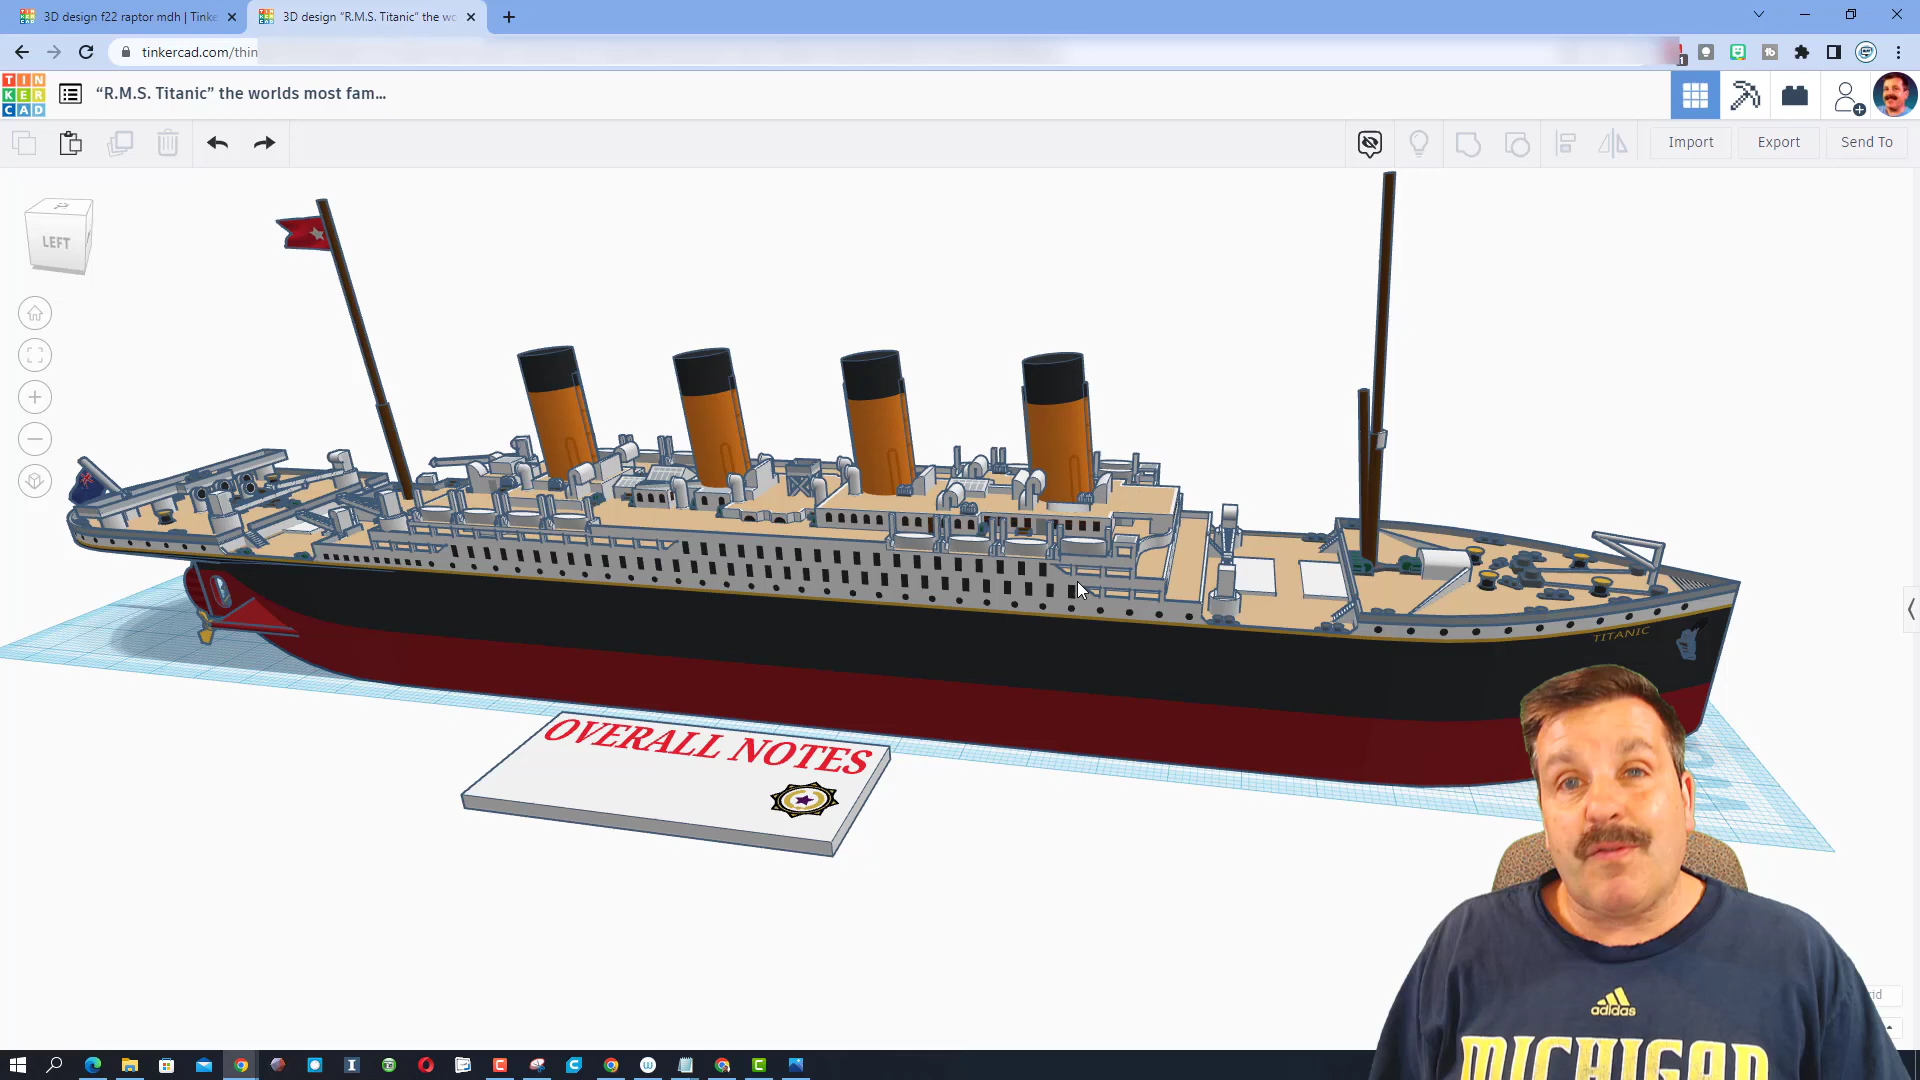 3D design f22 raptor mdh | Tinke
3D design “R.M.S. Titanic” the wo
tinkercad.com/thin
1
TIN
KER
CAD
“R.M.S. Titanic” the worlds most fam...
Import
Export
Send To
LEFT
TITANIC
OVERALL NOTES
adidas
MICHIGAN